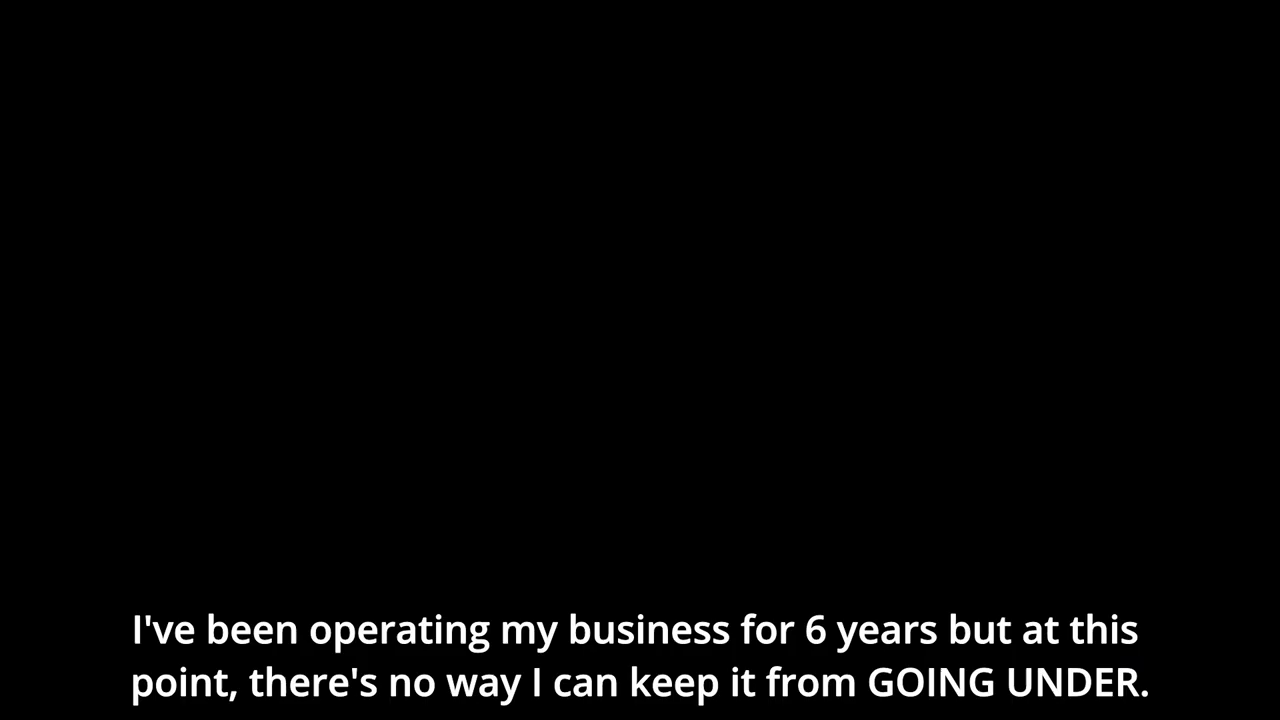 I've been operating my business for 6 years but at this
point, there's no way I can keep it from GOING UNDER.